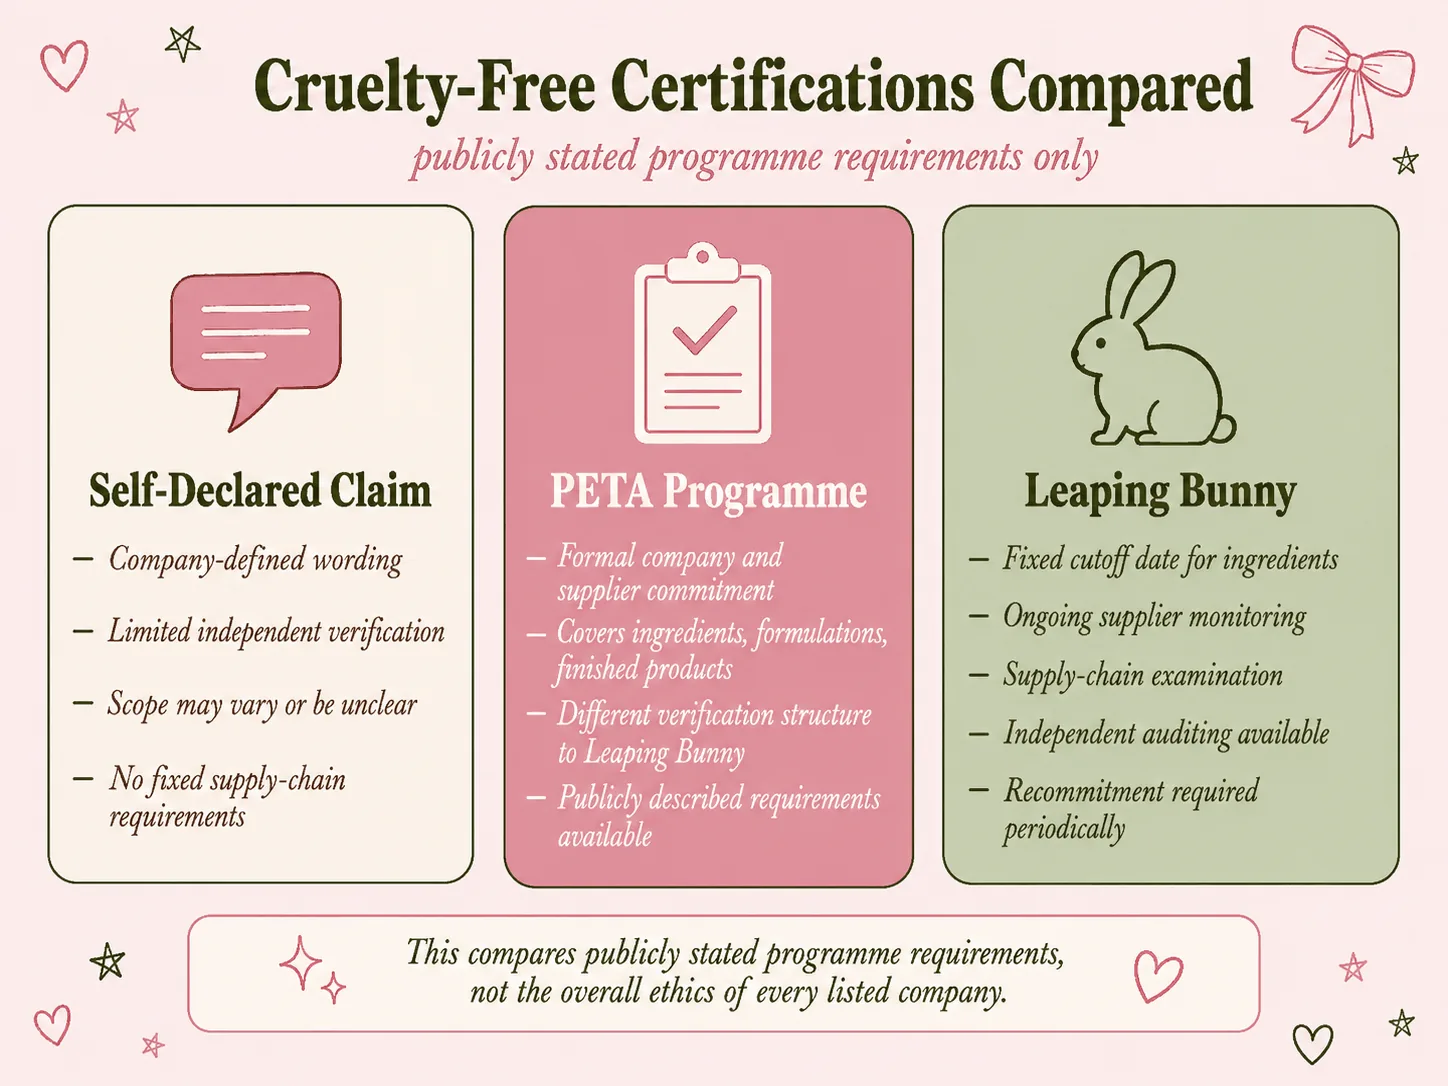 Cruelty-Free Certifications Compared
publicly stated programme requirements only
Self-Declared Claim
— Company-defined wording
— Limited independent verification
— Scope may vary or be unclear
— No fixed supply-chain
requirements
PETA Programme
— Formal company and
supplier commitment
— Covers ingredients, formulations,
finished products
— Different verification structure
to Leaping Bunny
— Publicly described requirements
available
Leaping Bunny
— Fixed cutoff date for ingredients
— Ongoing supplier monitoring
— Supply-chain examination
— Independent auditing available
— Recommitment required
periodically
This compares publicly stated programme requirements,
not the overall ethics of every listed company.